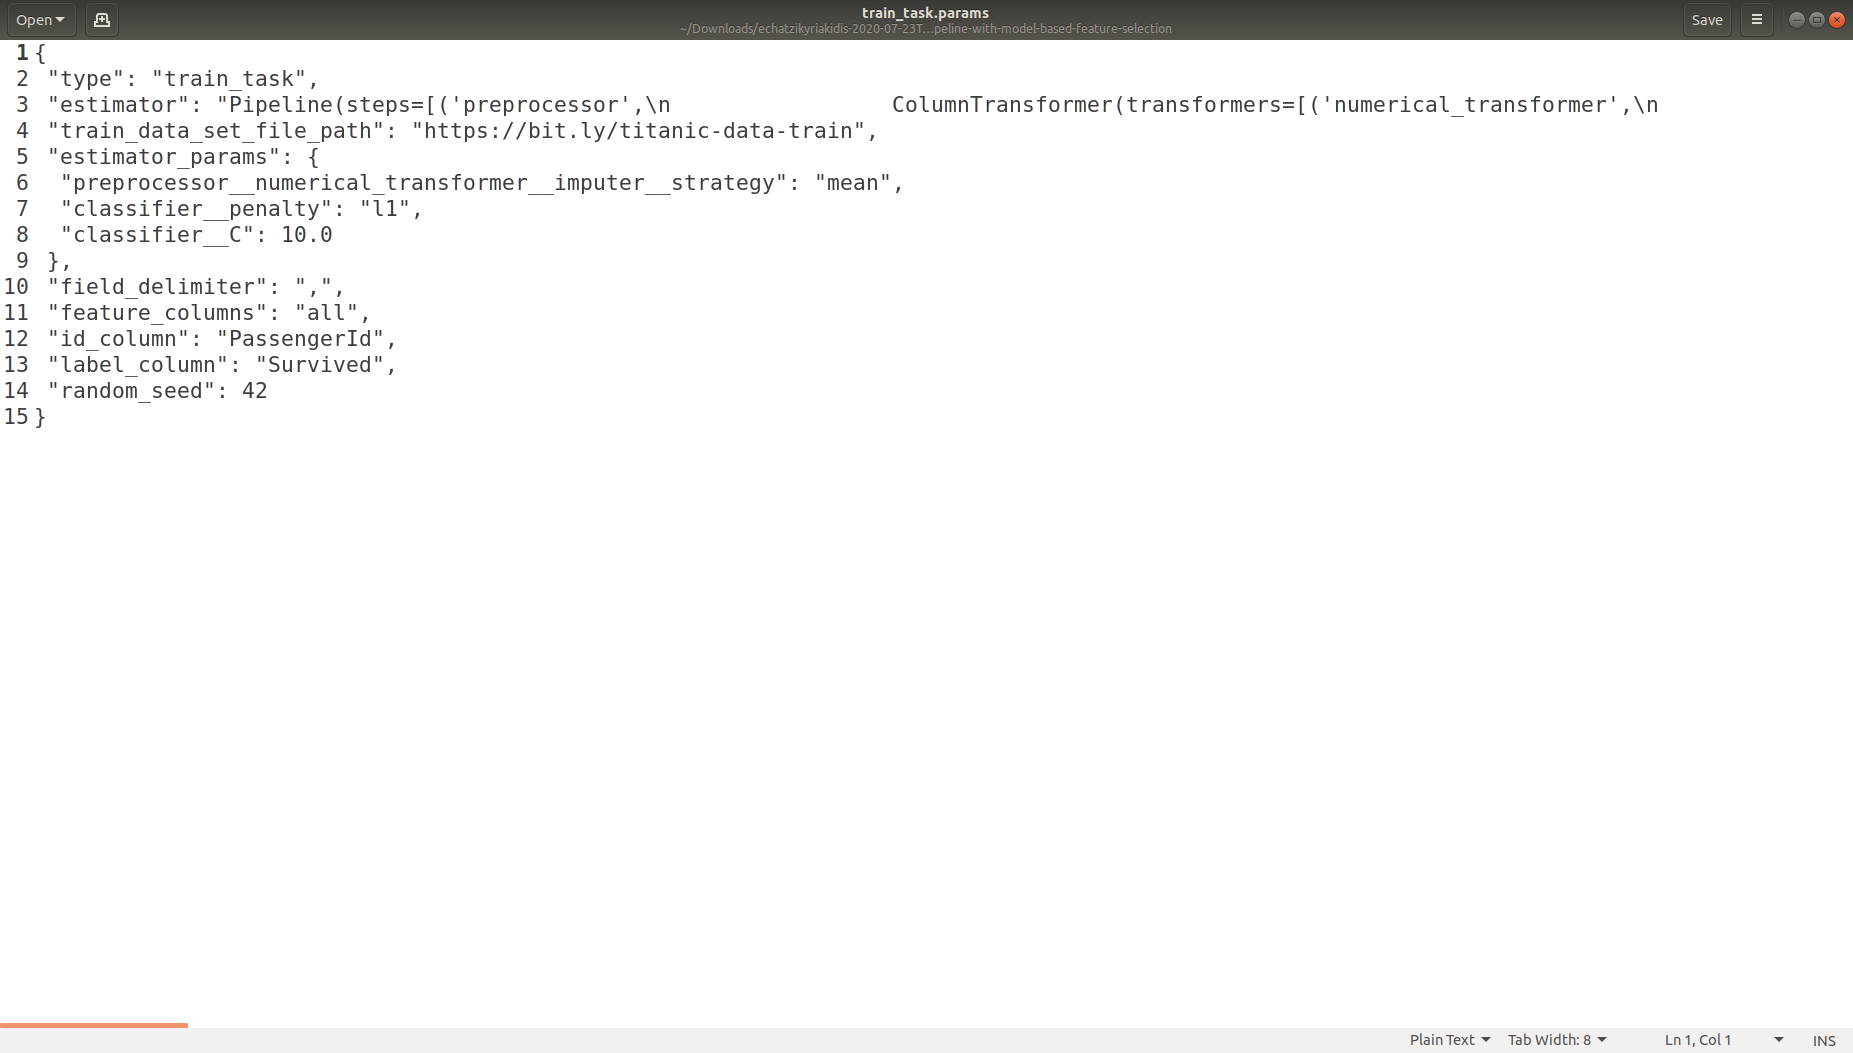 Open
train_task.params
~/Downloads/echatzikyriakidis-2020-07-23T...peline-with-model-based-feature-selection
Save
1 {
2  "type": "train_task",
3  "estimator": "Pipeline(steps=[('preprocessor',\n                 ColumnTransformer(transformers=[('numerical_transformer',\n
4  "train_data_set_file_path": "https://bit.ly/titanic-data-train",
5  "estimator_params": {
6   "preprocessor__numerical_transformer__imputer__strategy": "mean",
7   "classifier__penalty": "l1",
8   "classifier__C": 10.0
9  },
10  "field_delimiter": ",",
11  "feature_columns": "all",
12  "id_column": "PassengerId",
13  "label_column": "Survived",
14  "random_seed": 42
15 }
Plain Text Tab Width: 8 Ln 1, Col 1 INS